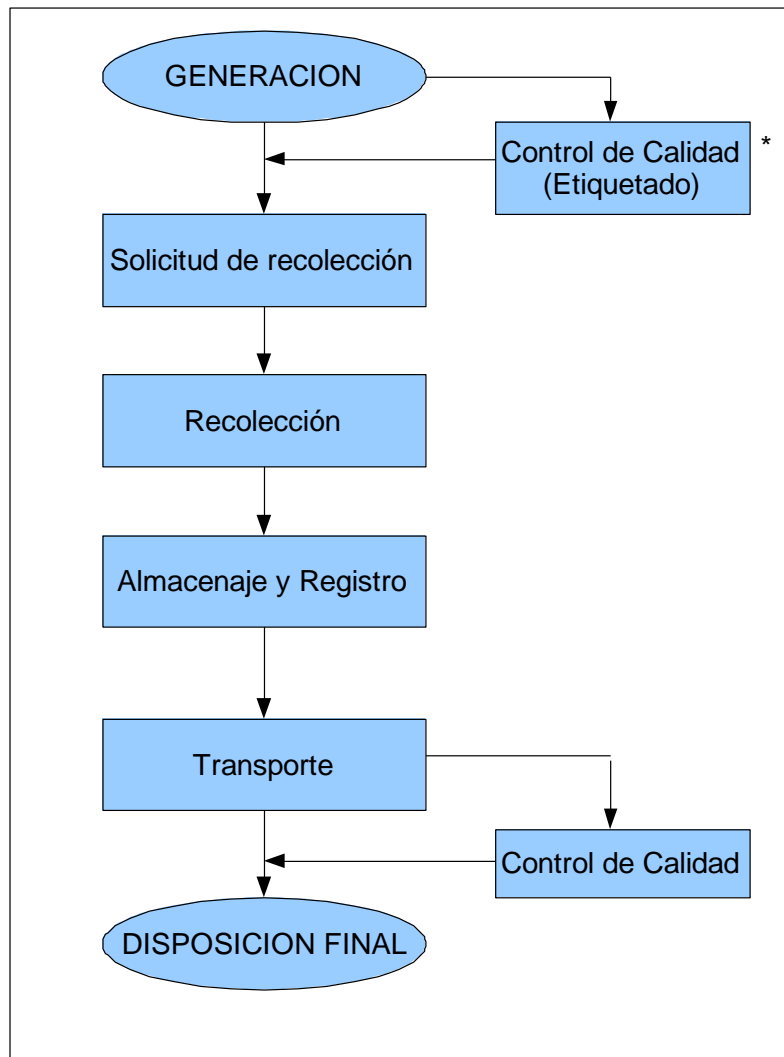 GENERACION
Control de Calidad
(Etiquetado)
*
Solicitud de recolección
Recolección
Almacenaje y Registro
Transporte
Control de Calidad
DISPOSICION FINAL